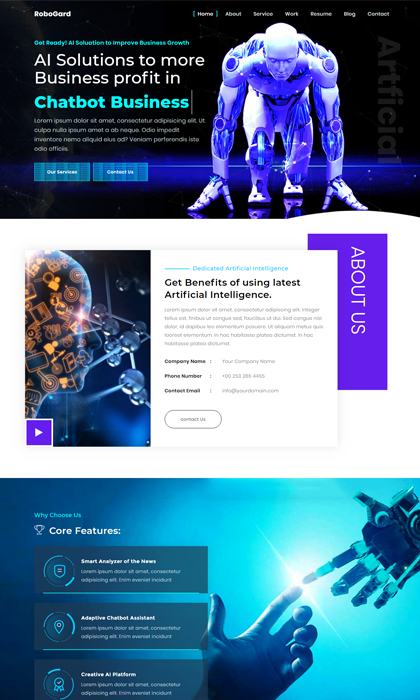 RoboGard
[ Home ] About Service Work Resume Blog Contact
Get Ready! AI Soluation to Improve Business Growth
AI Solutions to more
Business profit in
Chatbot Business
Lorem ipsum dolor sit amet, consectetur adipisicing elit. Ut
culpa nulla ipsum amet a ab neque. Odio impedit
inventore nemo aliquid eius ad? Veniam perferendis iste
odio officiis.
Our Services
Contact Us
Artficial
ABOUT US
Dedicated Artificial Intelligence
Get Benefits of using latest
Artificial Intelligence.
Lorem ipsum dolor sit amet, consectetur adipiscing elit. Integer
tellus est, finibus ut congue sed, faucibus ut dui. Donec id ex
a dui dapibus leo elementum posuere. Ut aliquam metus quis
laoreet elementum. In hac habitasse platea dictumst. In hac
habitasse platea dictumst.
Company Name : Your Company Name
Phone Number : +00 253 286 4465
Contact Email : info@yourdomain.com
contact Us
Why Choose Us
Core Features:
Smart Analyzer of the News
Lorem ipsum dolor sit amet, consectetur
adipisicing elit. Enim eveniet incidunt
Adaptive Chatbot Assistant
Lorem ipsum dolor sit amet, consectetur
adipisicing elit. Enim eveniet incidunt
Creative AI Platform
Lorem ipsum dolor sit amet, consectetur
adipisicing elit. Enim eveniet incidunt